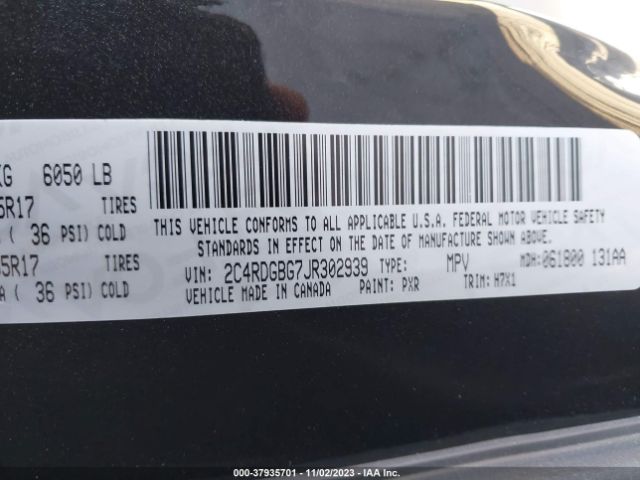 KG 6050 LB
5R17 TIRES
( 36 PSI) COLD
65R17 TIRES
A ( 36 PSI) COLD
THIS VEHICLE CONFORMS TO ALL APPLICABLE U.S.A. FEDERAL MOTOR VEHICLE SAFETY
STANDARDS IN EFFECT ON THE DATE OF MANUFACTURE SHOWN ABOVE.
VIN: 2C4RDGBG7JR302939 TYPE: MPV MDH: 061800 131AA
VEHICLE MADE IN CANADA PAINT: PXR TRIM: H7X1
000-37935701 - 11/02/2023 - IAA Inc.